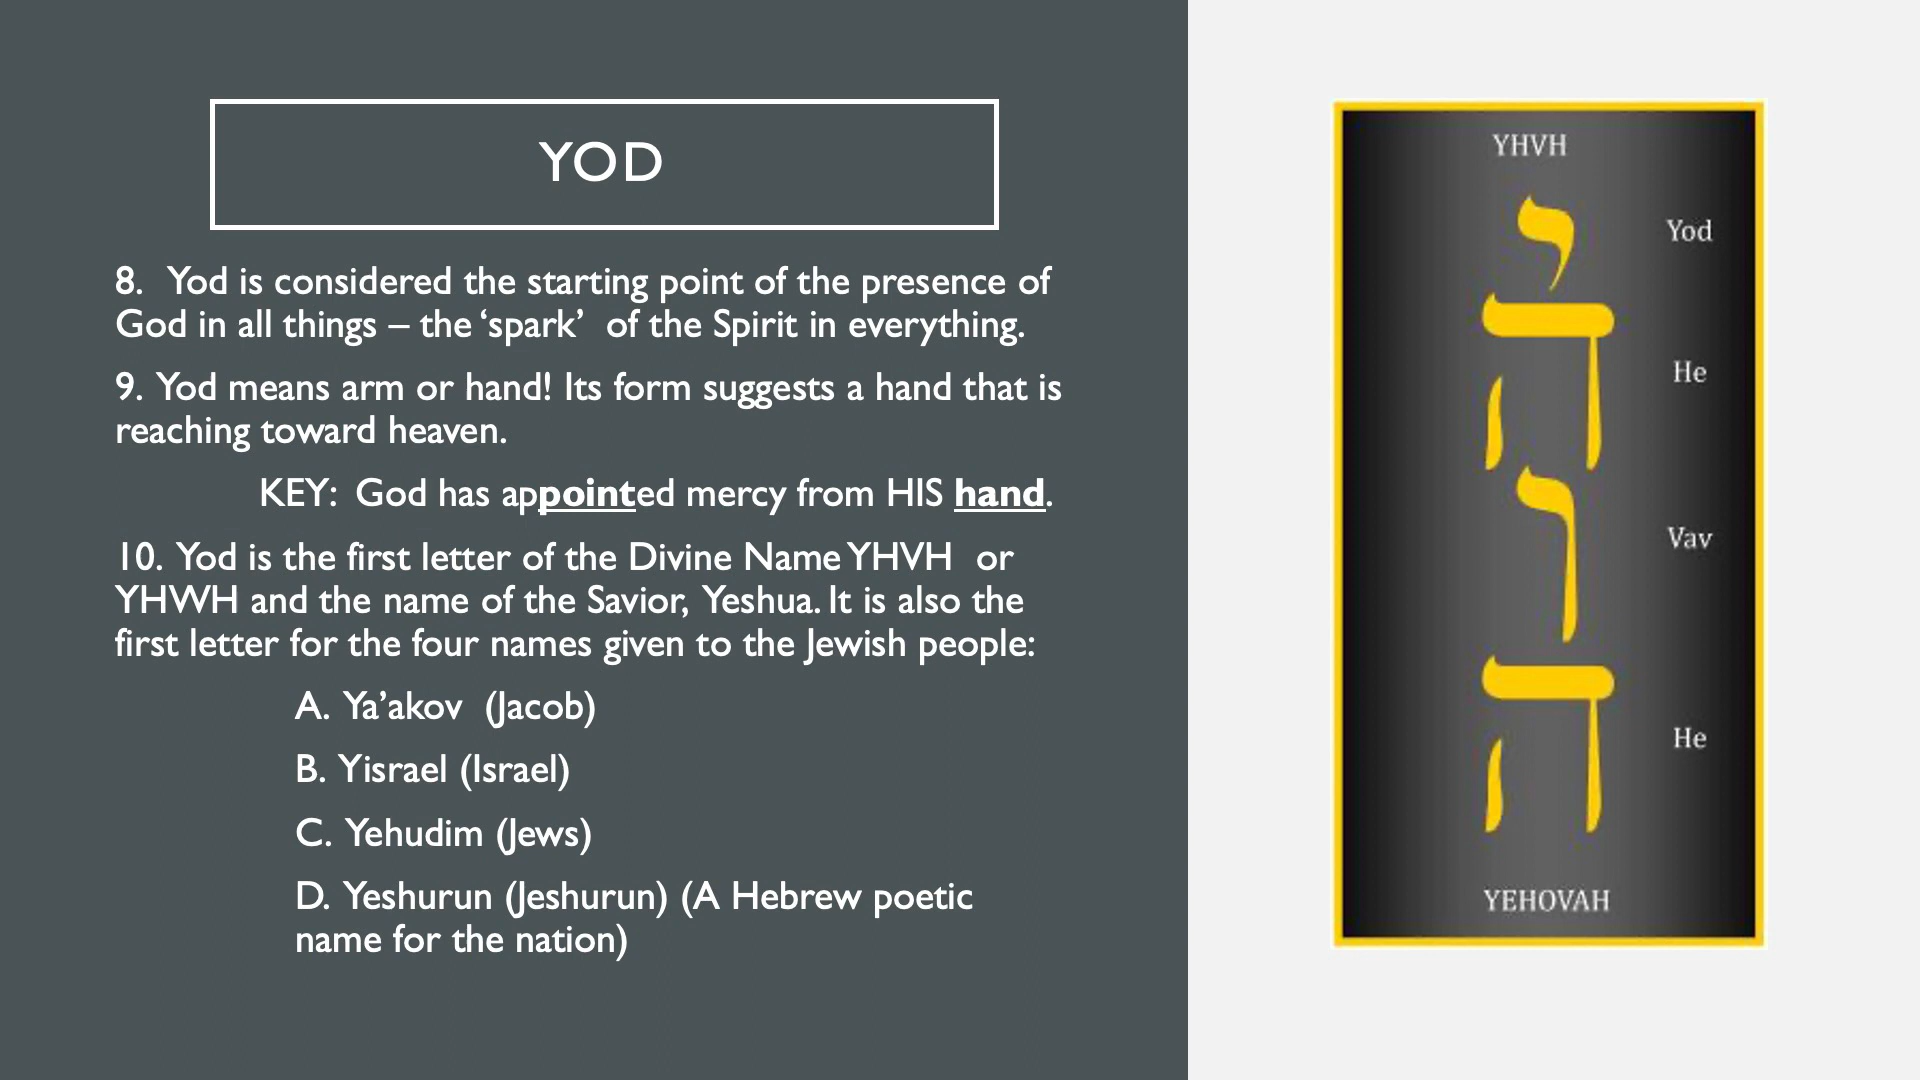 YOD
8.  Yod is considered the starting point of the presence of
God in all things – the ‘spark’  of the Spirit in everything.
9. Yod means arm or hand! Its form suggests a hand that is
reaching toward heaven.
KEY:  God has appointed mercy from HIS hand.
10. Yod is the first letter of the Divine Name YHVH  or
YHWH and the name of the Savior, Yeshua. It is also the
first letter for the four names given to the Jewish people:
A. Ya’akov  (Jacob)
B. Yisrael (Israel)
C. Yehudim (Jews)
D. Yeshurun (Jeshurun) (A Hebrew poetic
name for the nation)
YHVH
י Yod
ה He
ו Vav
ה He
YEHOVAH